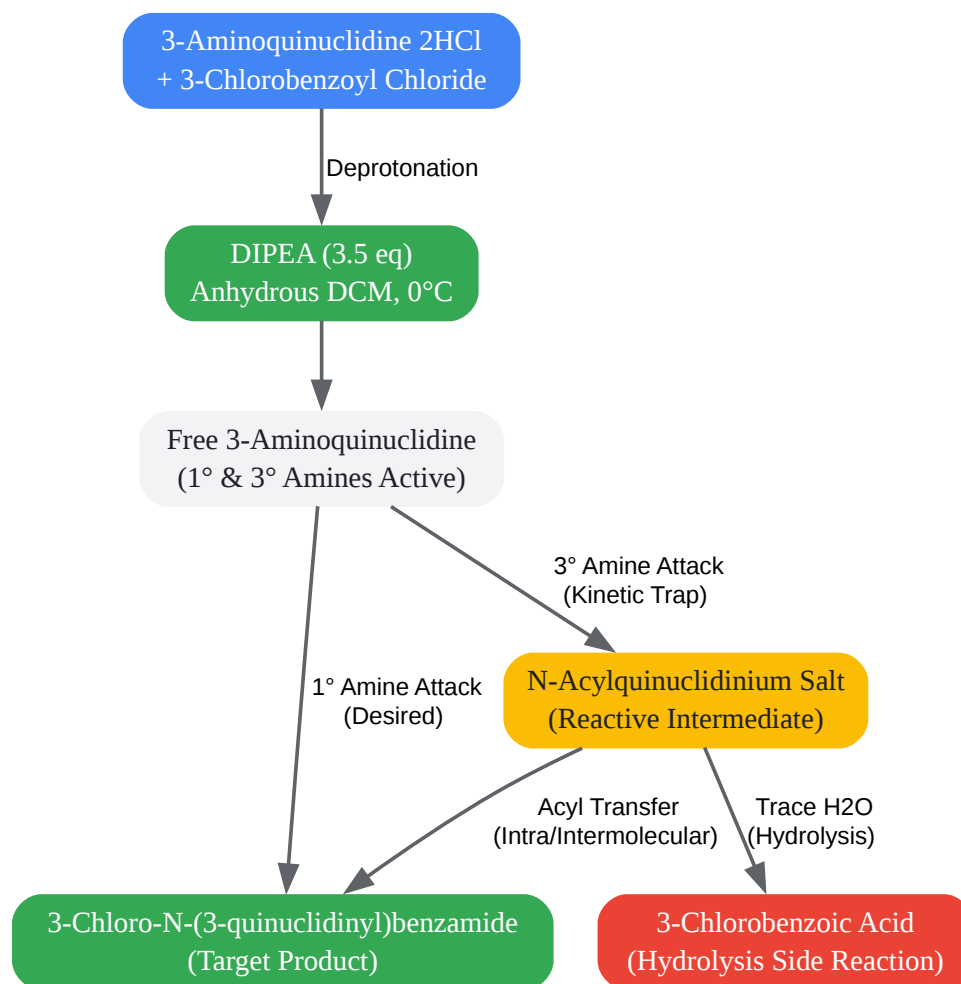 3-Aminoquinuclidine 2HCl
+ 3-Chlorobenzoyl Chloride
Deprotonation
DIPEA (3.5 eq)
Anhydrous DCM, 0°C
Free 3-Aminoquinuclidine
(1° & 3° Amines Active)
3° Amine Attack
(Kinetic Trap)
1° Amine Attack
(Desired)
N-Acylquinuclidinium Salt
(Reactive Intermediate)
Acyl Transfer
(Intra/Intermolecular)
Trace H2O
(Hydrolysis)
3-Chloro-N-(3-quinuclidinyl)benzamide
(Target Product)
3-Chlorobenzoic Acid
(Hydrolysis Side Reaction)